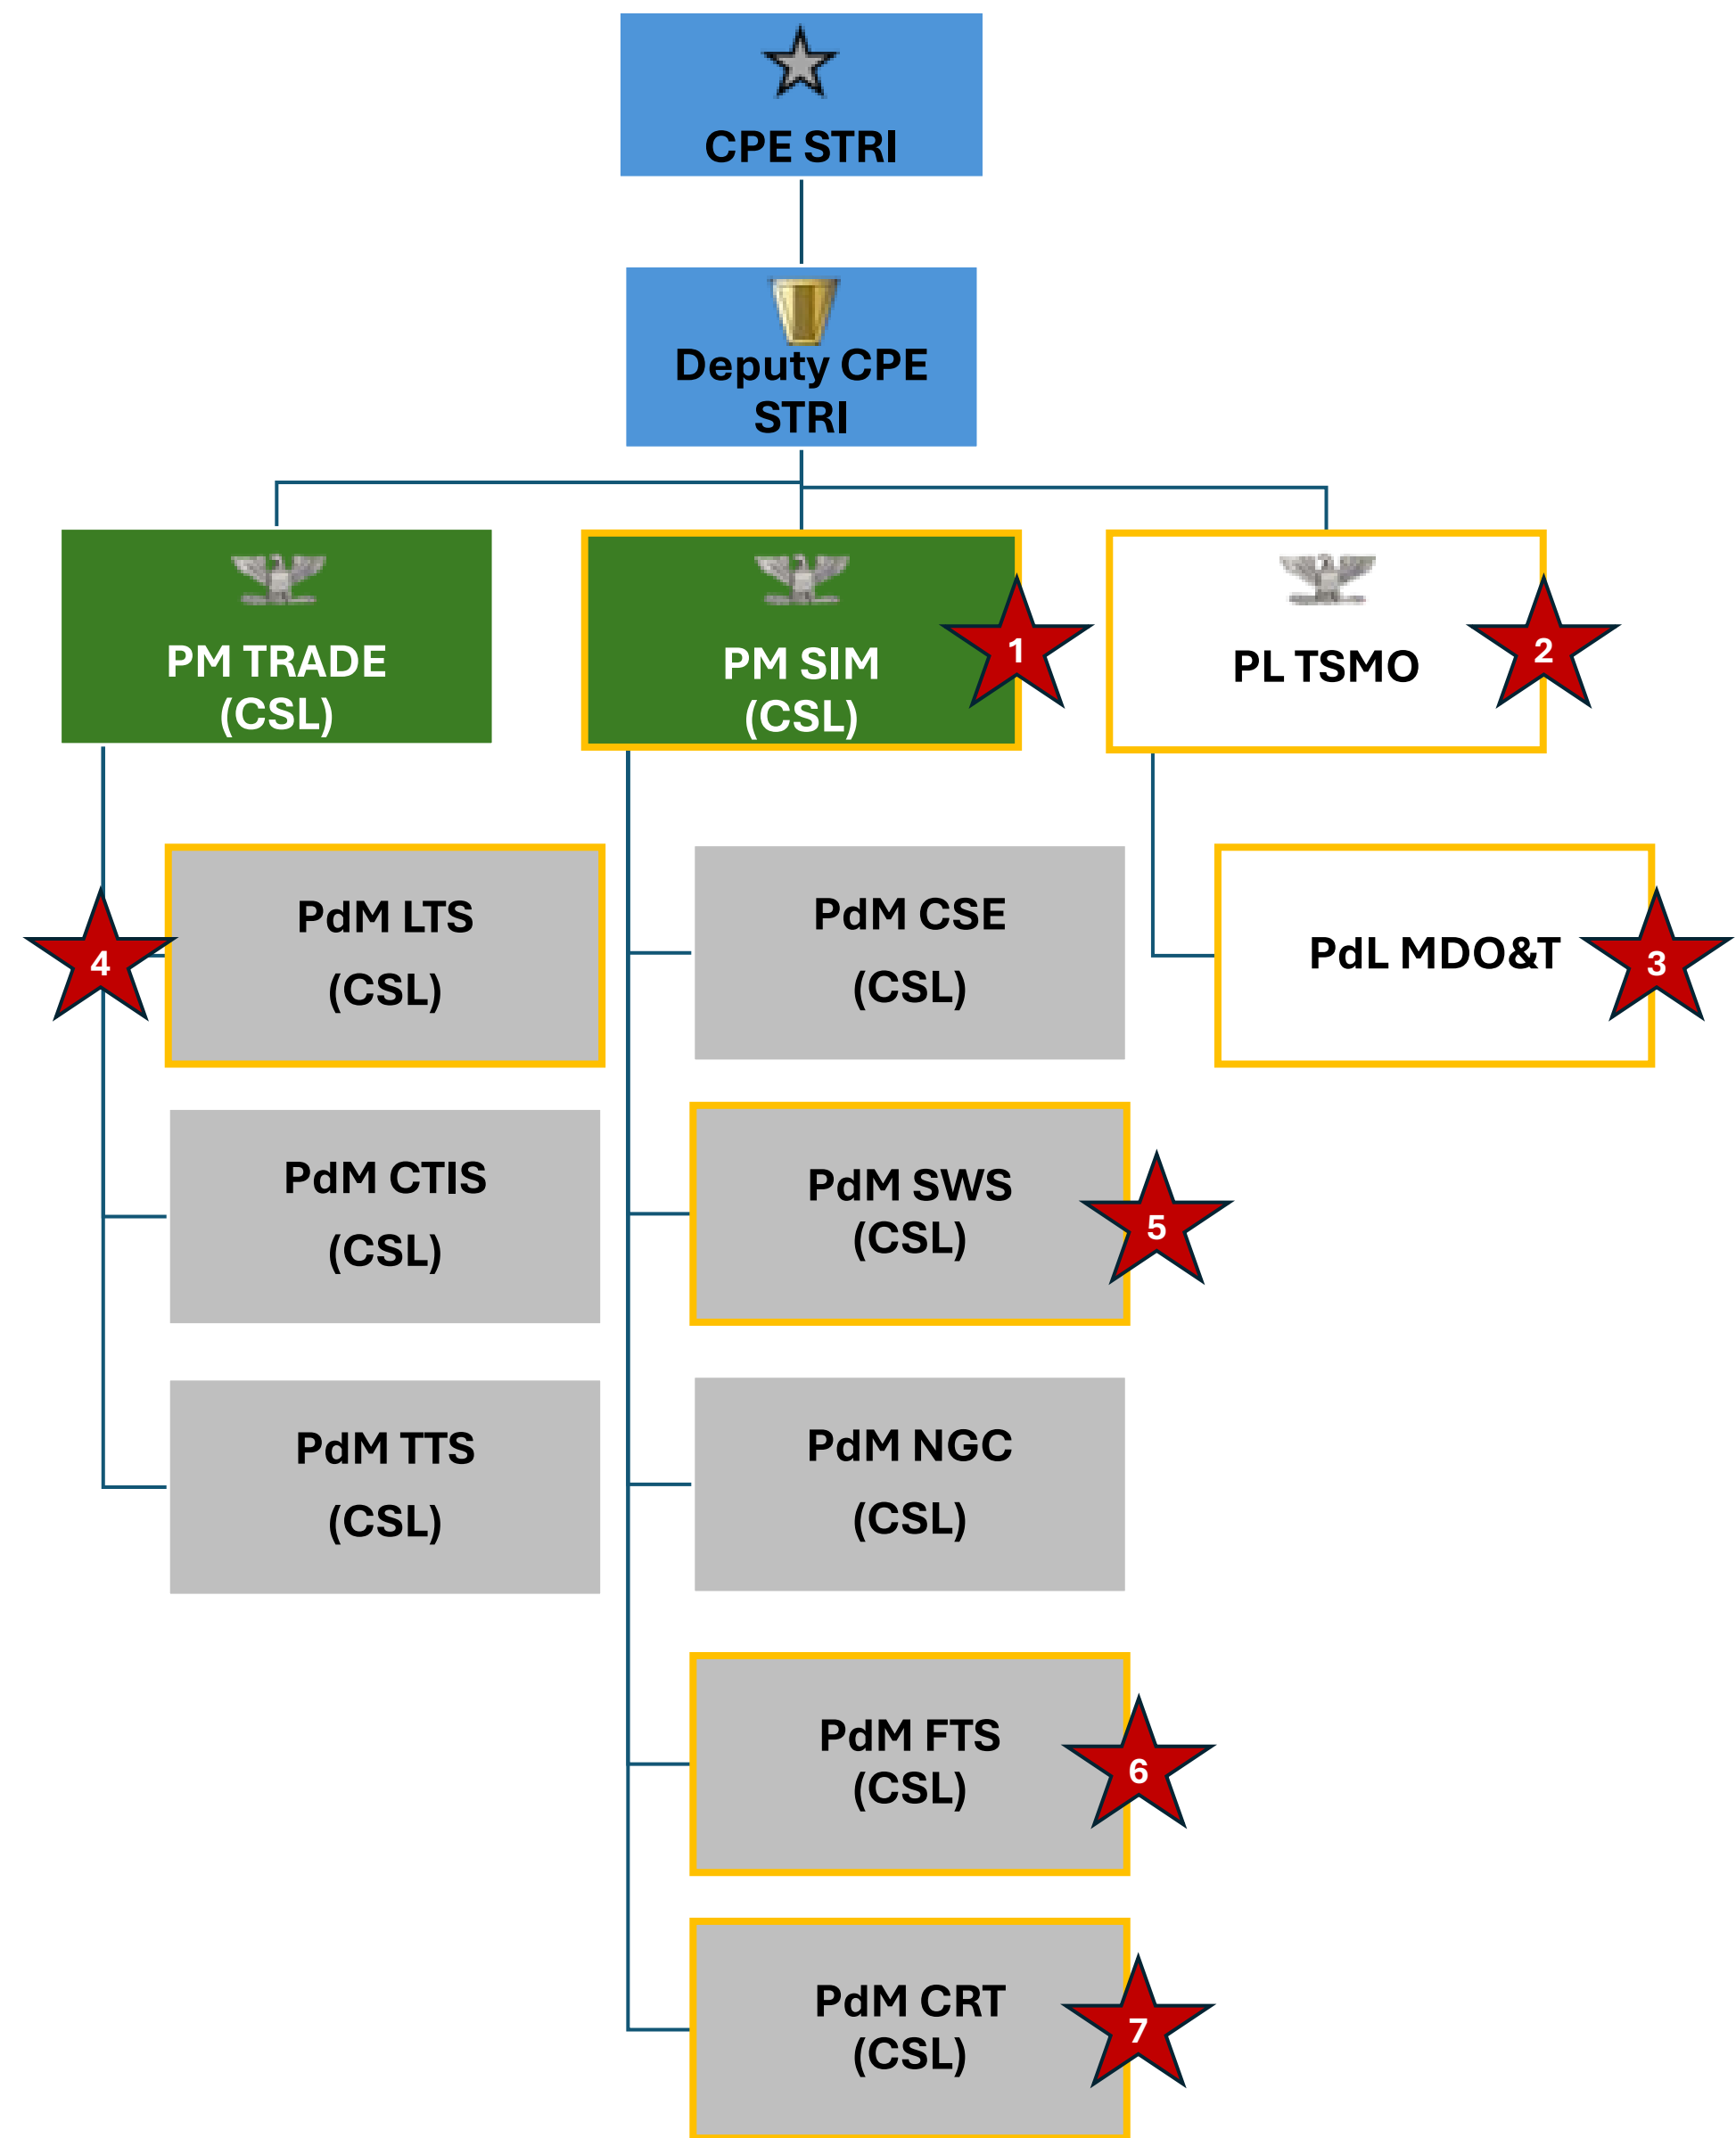 CPE STRI
Deputy CPE
STRI
PM TRADE
(CSL)
PM SIM
(CSL)
1
PL TSMO
2
4
PdM LTS
(CSL)
PdM CSE
(CSL)
PdL MDO&T
3
PdM CTIS
(CSL)
PdM SWS
(CSL)
5
PdM TTS
(CSL)
PdM NGC
(CSL)
PdM FTS
(CSL)
6
PdM CRT
(CSL)
7